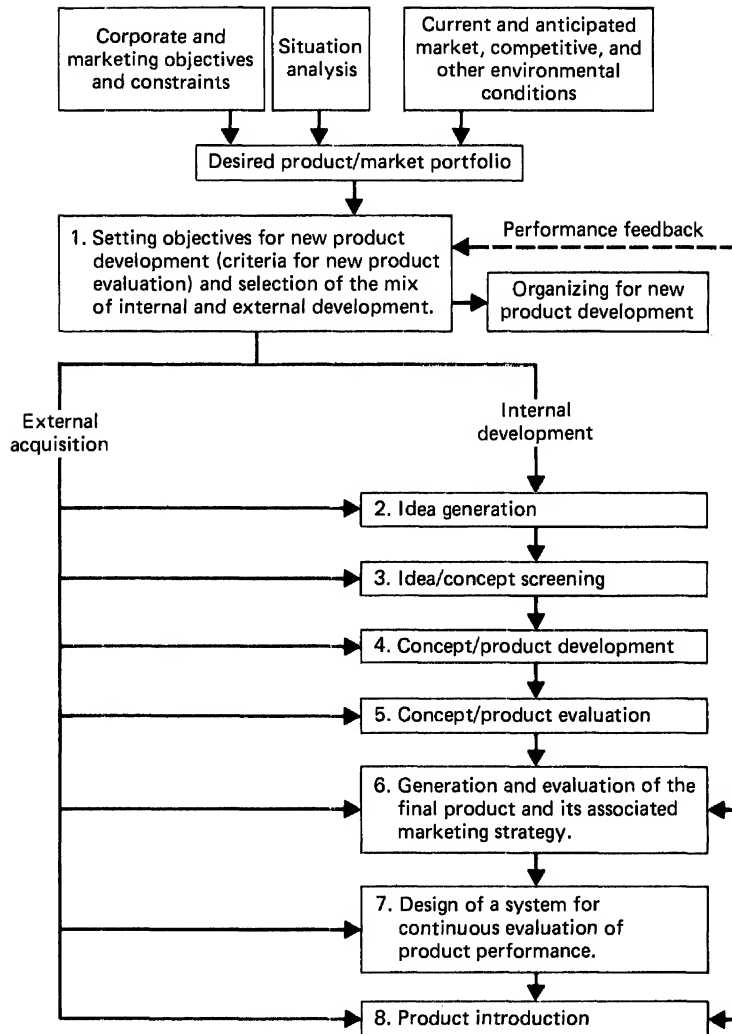 Corporate and
marketing objectives
and constraints
Situation
analysis
Current and anticipated
market, competitive, and
other environmental
conditions
Desired product/market portfolio
1. Setting objectives for new product
development (criteria for new product
evaluation) and selection of the mix
of internal and external development.
Performance feedback
Organizing for new
product development
External
acquisition
Internal
development
2. Idea generation
3. Idea/concept screening
4. Concept/product development
5. Concept/product evaluation
6. Generation and evaluation of the
final product and its associated
marketing strategy.
7. Design of a system for
continuous evaluation of
product performance.
8. Product introduction